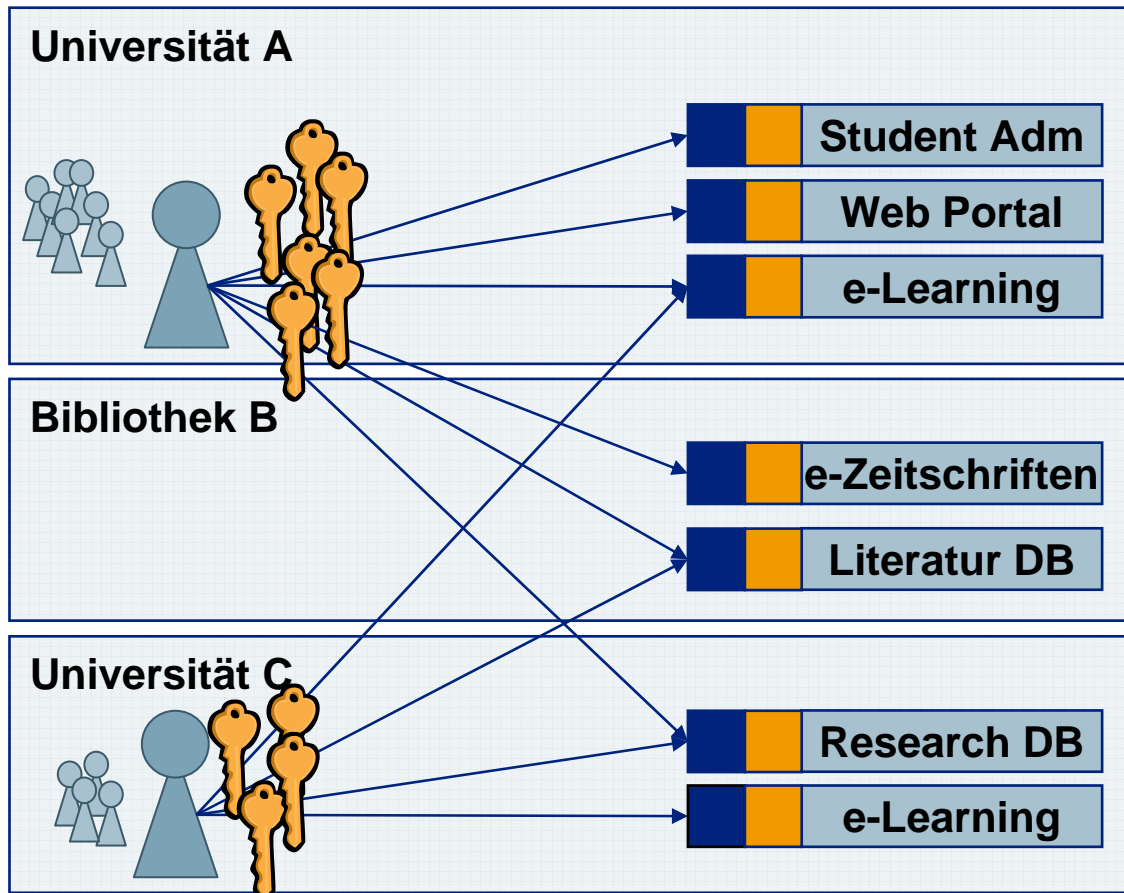 Universität A
Student Adm
Web Portal
e-Learning
Bibliothek B
e-Zeitschriften
Literatur DB
Universität C
Research DB
e-Learning